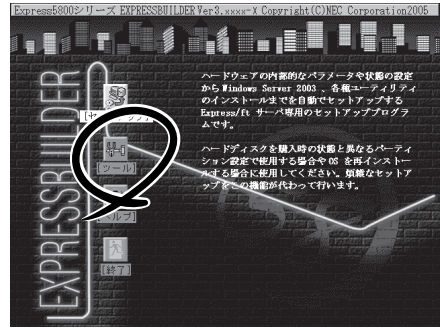 Express5800シリーズ EXPRESSBUILDER Ver3.xxxx-X Copyright(C)NEC Corporation2005
EXPRESSBUILDER
[ツール]
[終了]
ハードウェアの内部的なパラメータや状態の設定
から Windows Server 2003 、各種ユーティリティ
のインストールまでを自動でセットアップする
Express/ft サーバ専用のセットアッププログラ
ムです。
ハードディスクを購入時の状態と異なるパーティ
ション設定で使用する場合や OS を再インストー
ルする場合に使用してください。煩雑なセットア
ップをこの機能が代わって行います。